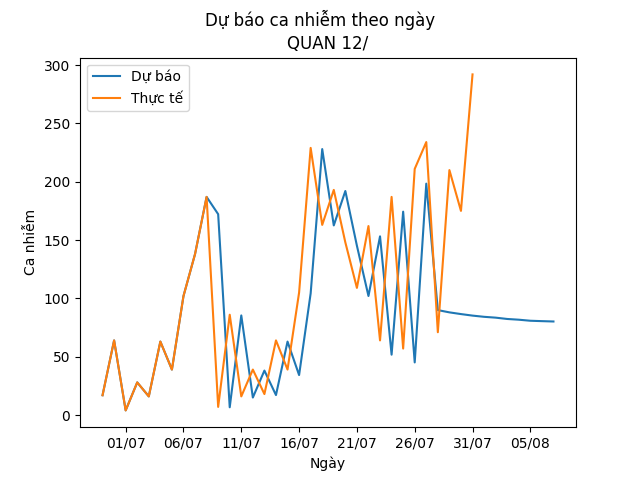 Dự báo ca nhiễm theo ngày
QUAN 12/
Dự báo
Thực tế
300
250
200
150
100
50
0
Ca nhiễm
01/07 06/07 11/07 16/07 21/07 26/07 31/07 05/08
Ngày